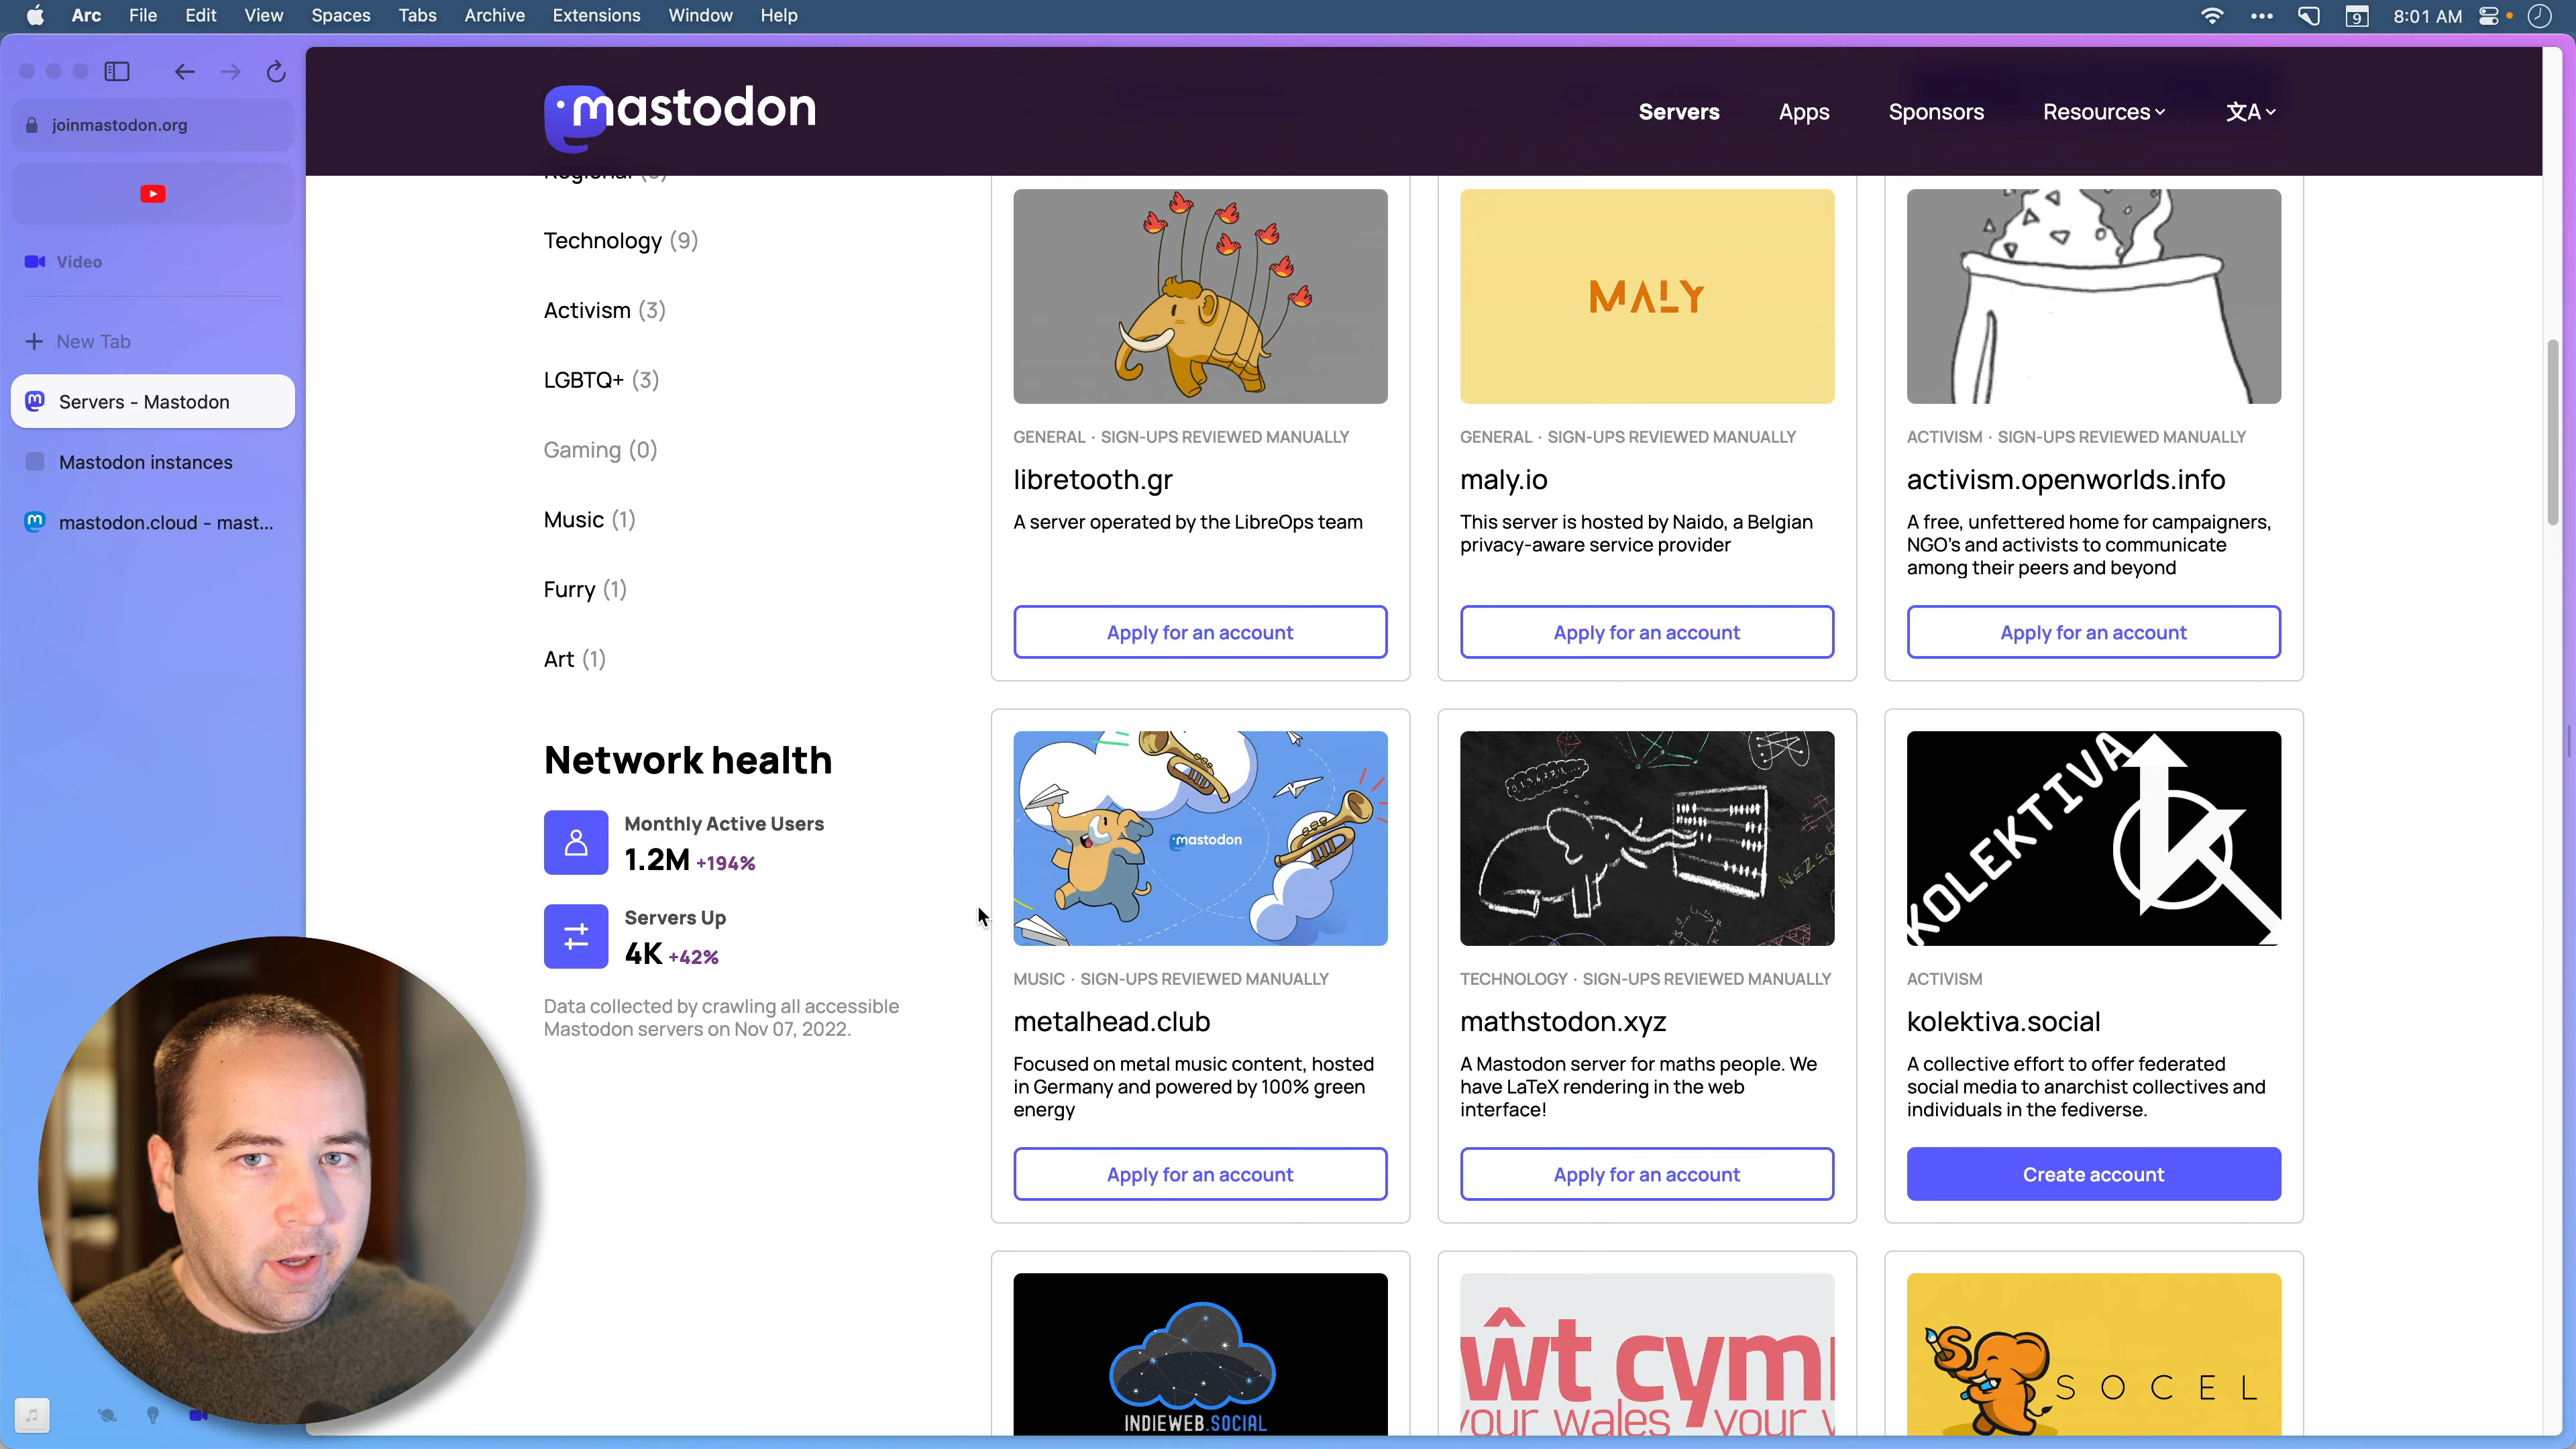 Arc File Edit View Spaces Tabs Archive Extensions Window Help
9 8:01 AM
joinmastodon.org
Video
New Tab
Servers - Mastodon
Mastodon instances
mastodon.cloud - mast...
mastodon
Servers Apps Sponsors Resources 文A
Technology (9)
Activism (3)
LGBTQ+ (3)
Gaming (0)
Music (1)
Furry (1)
Art (1)
Network health
Monthly Active Users
1.2M +194%
Servers Up
4K +42%
Data collected by crawling all accessible
Mastodon servers on Nov 07, 2022.
GENERAL · SIGN-UPS REVIEWED MANUALLY
libretooth.gr
A server operated by the LibreOps team
Apply for an account
MALY
GENERAL · SIGN-UPS REVIEWED MANUALLY
maly.io
This server is hosted by Naido, a Belgian
privacy-aware service provider
Apply for an account
ACTIVISM · SIGN-UPS REVIEWED MANUALLY
activism.openworlds.info
A free, unfettered home for campaigners,
NGO's and activists to communicate
among their peers and beyond
Apply for an account
mastodon
MUSIC · SIGN-UPS REVIEWED MANUALLY
metalhead.club
Focused on metal music content, hosted
in Germany and powered by 100% green
energy
Apply for an account
TECHNOLOGY · SIGN-UPS REVIEWED MANUALLY
mathstodon.xyz
A Mastodon server for maths people. We
have LaTeX rendering in the web
interface!
Apply for an account
KOLEKTIVA
ACTIVISM
kolektiva.social
A collective effort to offer federated
social media to anarchist collectives and
individuals in the fediverse.
Create account
INDIEWEB.SOCIAL
ŵt cym
your wales your
SOCEL